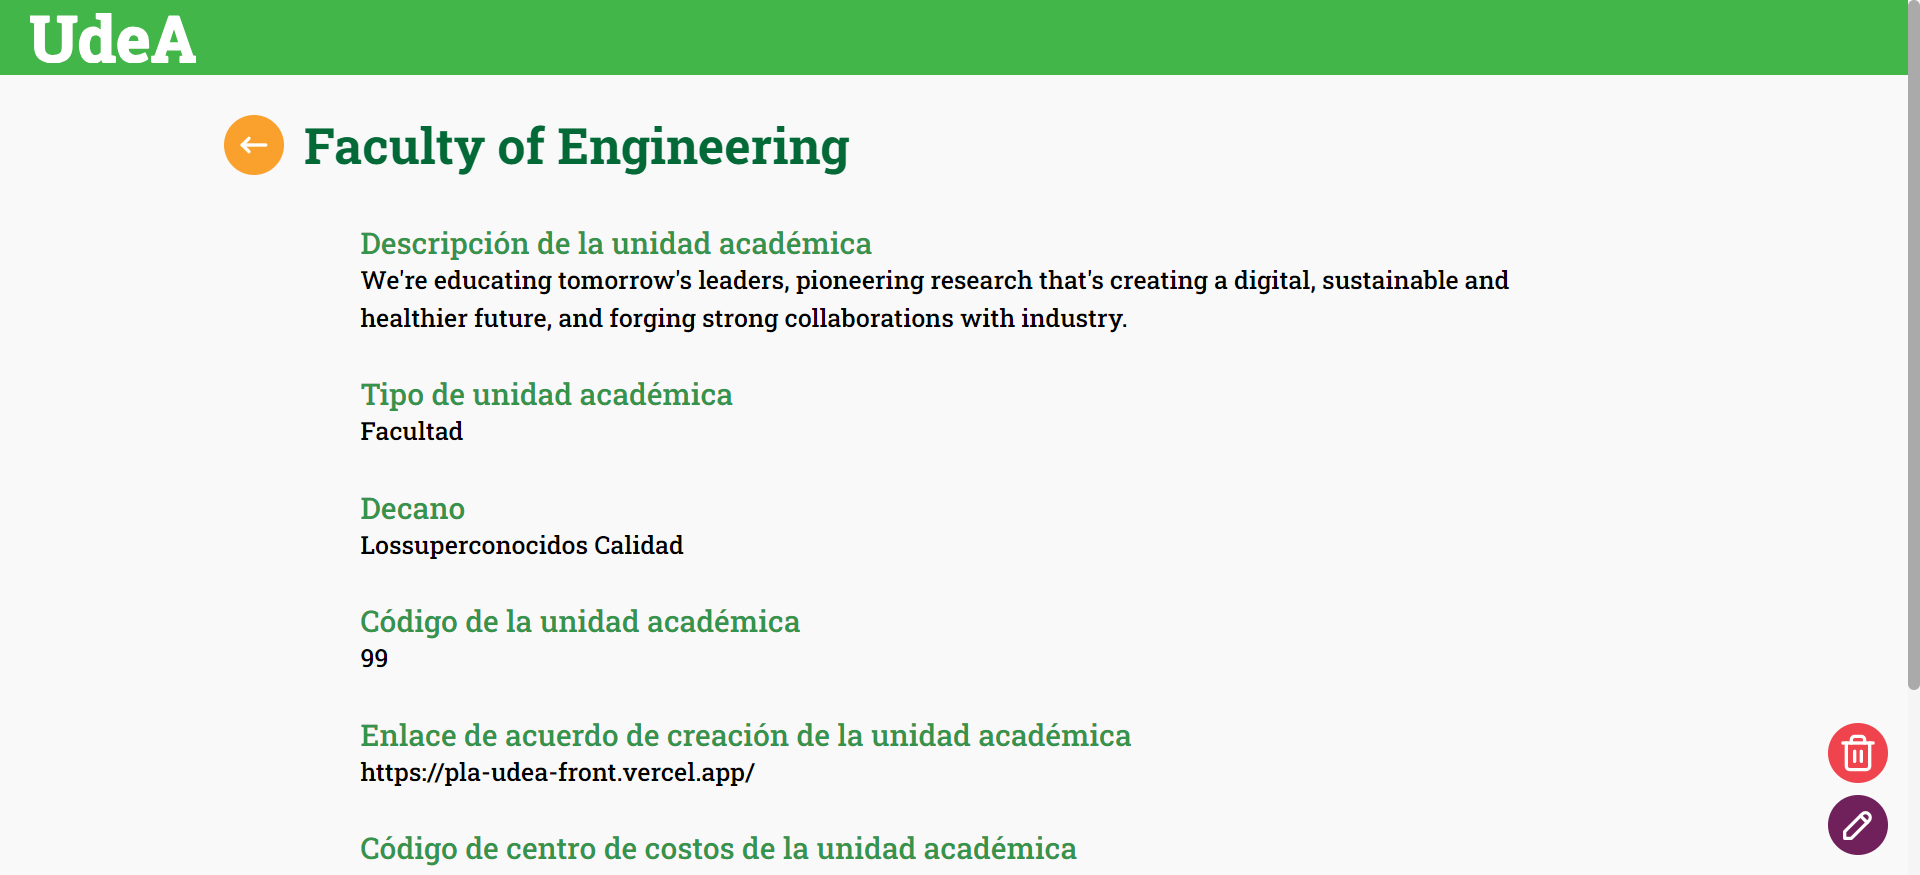 UdeA
Faculty of Engineering
Descripción de la unidad académica
We're educating tomorrow's leaders, pioneering research that's creating a digital, sustainable and
healthier future, and forging strong collaborations with industry.
Tipo de unidad académica
Facultad
Decano
Lossuperconocidos Calidad
Código de la unidad académica
99
Enlace de acuerdo de creación de la unidad académica
https://pla-udea-front.vercel.app/
Código de centro de costos de la unidad académica